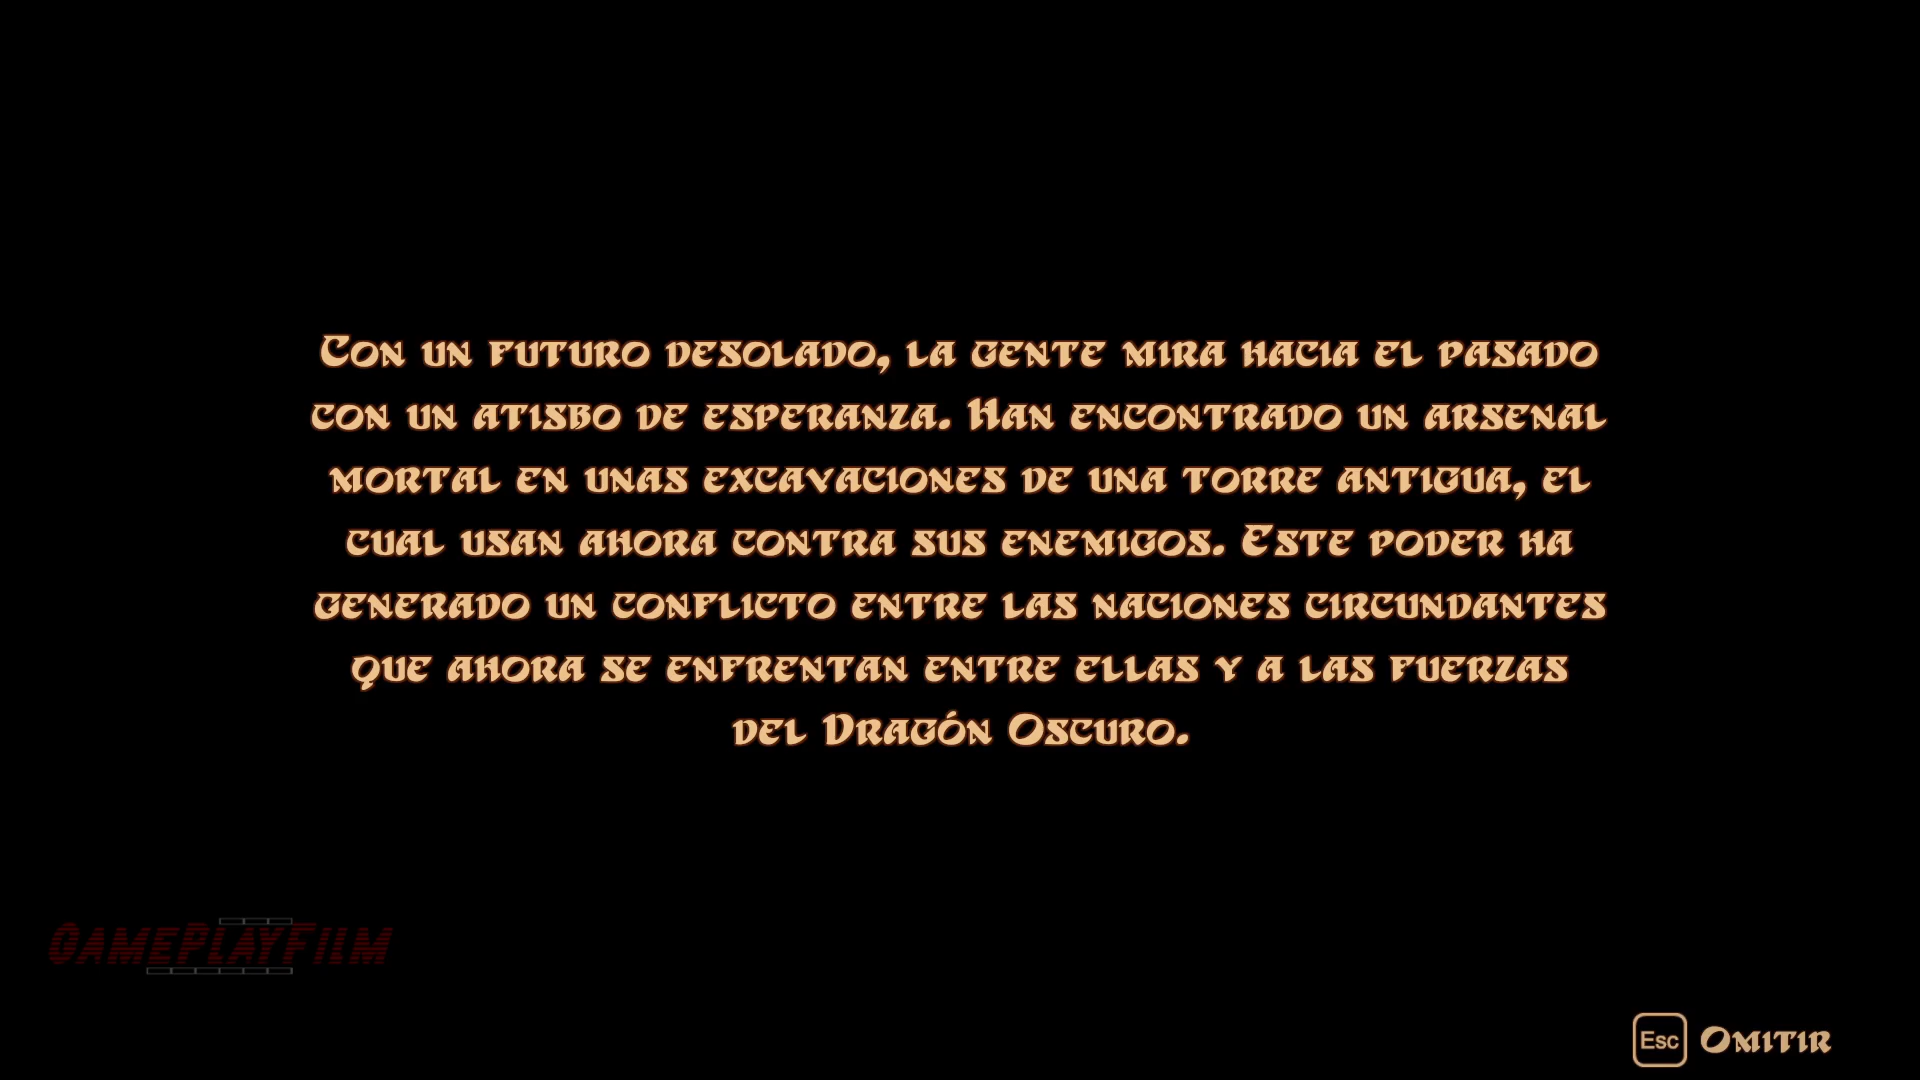 Con un futuro desolado, la gente mira hacia el pasado
con un atisbo de esperanza. Han encontrado un arsenal
mortal en unas excavaciones de una torre antigua, el
cual usan ahora contra sus enemigos. Este poder ha
generado un conflicto entre las naciones circundantes
que ahora se enfrentan entre ellas y a las fuerzas
del Dragón Oscuro.
GamePlayFilm
Esc Omitir